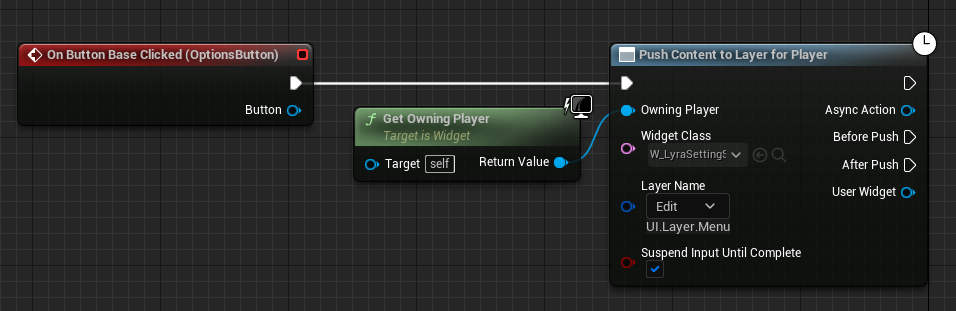 On Button Base Clicked (OptionsButton)
Button
Get Owning Player
Target is Widget
Target self
Return Value
Push Content to Layer for Player
Owning Player
Async Action
Widget Class
Before Push
W_LyraSettingS
After Push
Layer Name
User Widget
Edit
UI.Layer.Menu
Suspend Input Until Complete